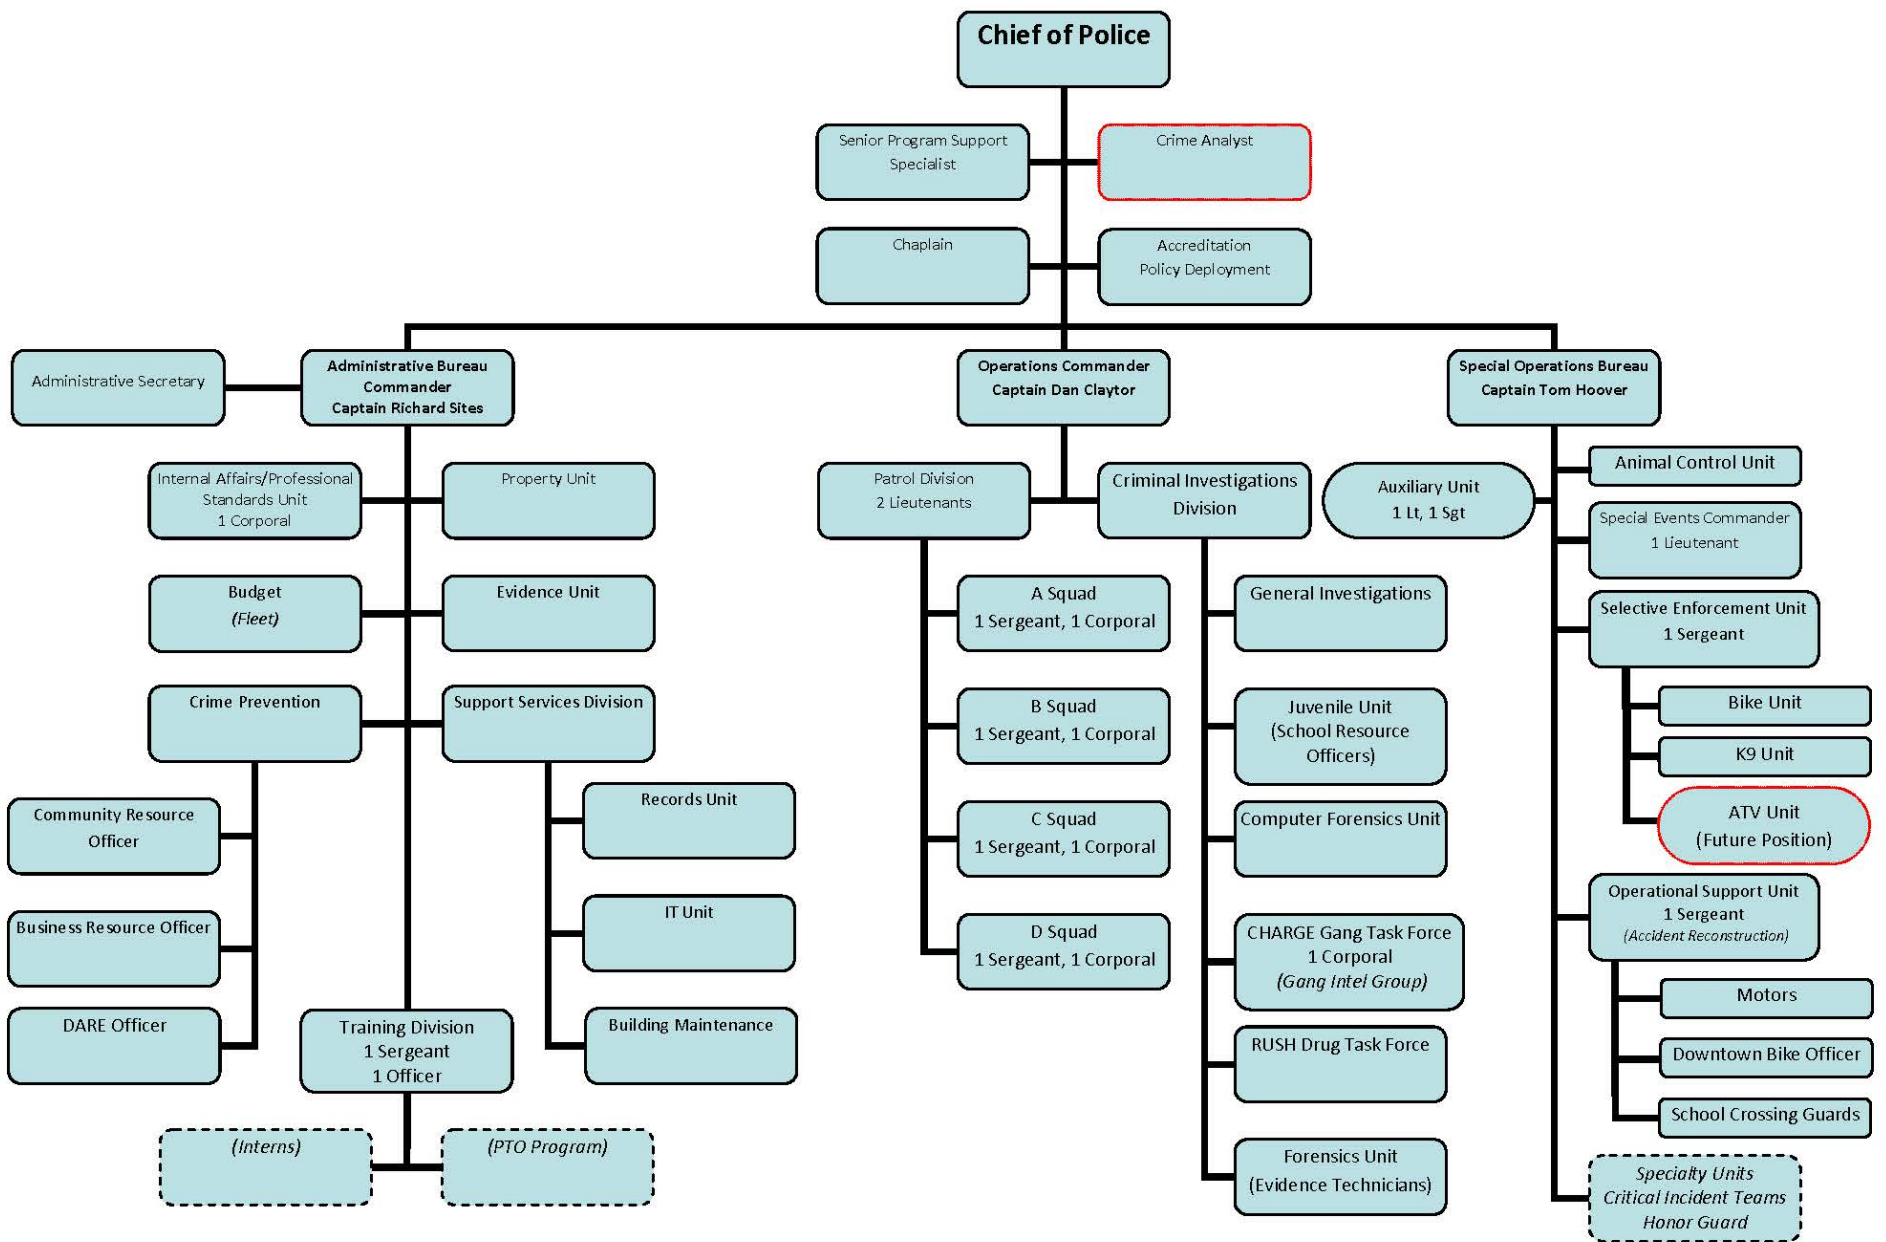 Chief of Police
Senior Program Support
Specialist
Crime Analyst
Chaplain
Accreditation
Policy Deployment
Administrative Secretary
Administrative Bureau
Commander
Captain Richard Sites
Operations Commander
Captain Dan Claytor
Special Operations Bureau
Captain Tom Hoover
Internal Affairs/Professional
Standards Unit
1 Corporal
Property Unit
Budget
(Fleet)
Evidence Unit
Crime Prevention
Support Services Division
Community Resource
Officer
Business Resource Officer
DARE Officer
Records Unit
IT Unit
Building Maintenance
Training Division
1 Sergeant
1 Officer
(Interns)
(PTO Program)
Patrol Division
2 Lieutenants
Criminal Investigations
Division
A Squad
1 Sergeant, 1 Corporal
B Squad
1 Sergeant, 1 Corporal
C Squad
1 Sergeant, 1 Corporal
D Squad
1 Sergeant, 1 Corporal
General Investigations
Juvenile Unit
(School Resource
Officers)
Computer Forensics Unit
CHARGE Gang Task Force
1 Corporal
(Gang Intel Group)
RUSH Drug Task Force
Forensics Unit
(Evidence Technicians)
Auxiliary Unit
1 Lt, 1 Sgt
Animal Control Unit
Special Events Commander
1 Lieutenant
Selective Enforcement Unit
1 Sergeant
Bike Unit
K9 Unit
ATV Unit
(Future Position)
Operational Support Unit
1 Sergeant
(Accident Reconstruction)
Motors
Downtown Bike Officer
School Crossing Guards
Specialty Units
Critical Incident Teams
Honor Guard